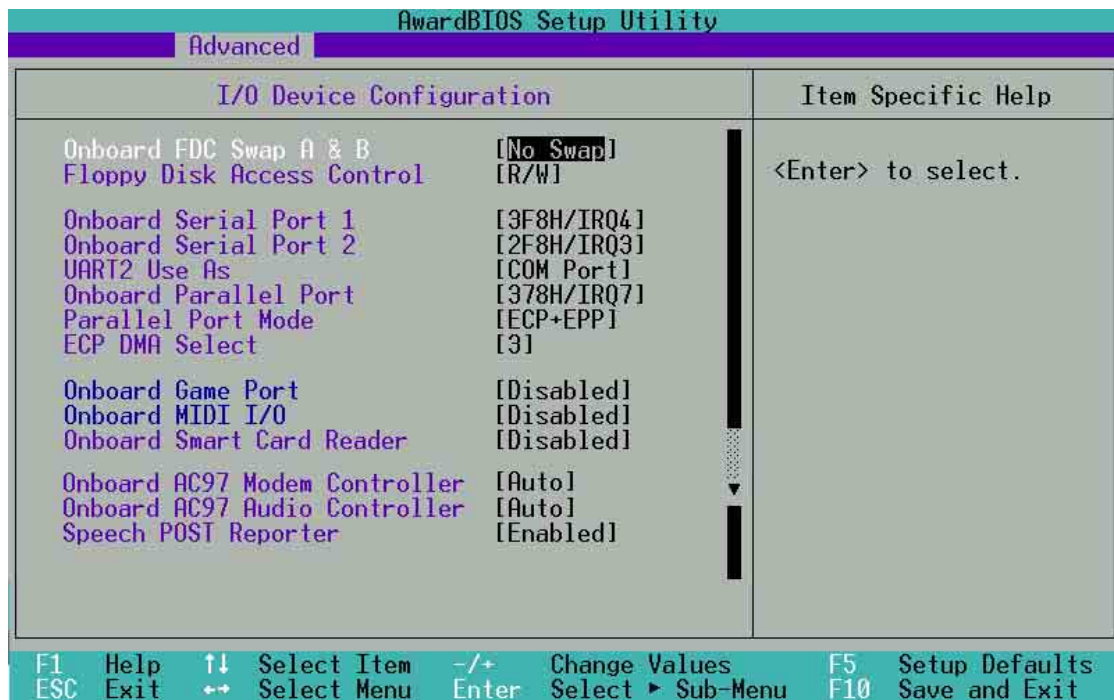 AwardBIOS Setup Utility
Advanced
I/O Device Configuration
Item Specific Help
Onboard FDC Swap A & B [No Swap]
Floppy Disk Access Control [R/W]
<Enter> to select.
Onboard Serial Port 1 [3F8H/IRQ4]
Onboard Serial Port 2 [2F8H/IRQ3]
UART2 Use As [COM Port]
Onboard Parallel Port [378H/IRQ7]
Parallel Port Mode [ECP+EPP]
ECP DMA Select [3]
Onboard Game Port [Disabled]
Onboard MIDI I/O [Disabled]
Onboard Smart Card Reader [Disabled]
Onboard AC97 Modem Controller [Auto]
Onboard AC97 Audio Controller [Auto]
Speech POST Reporter [Enabled]
F1 Help ↑↓ Select Item -/+ Change Values F5 Setup Defaults
ESC Exit ←→ Select Menu Enter Select ► Sub-Menu F10 Save and Exit